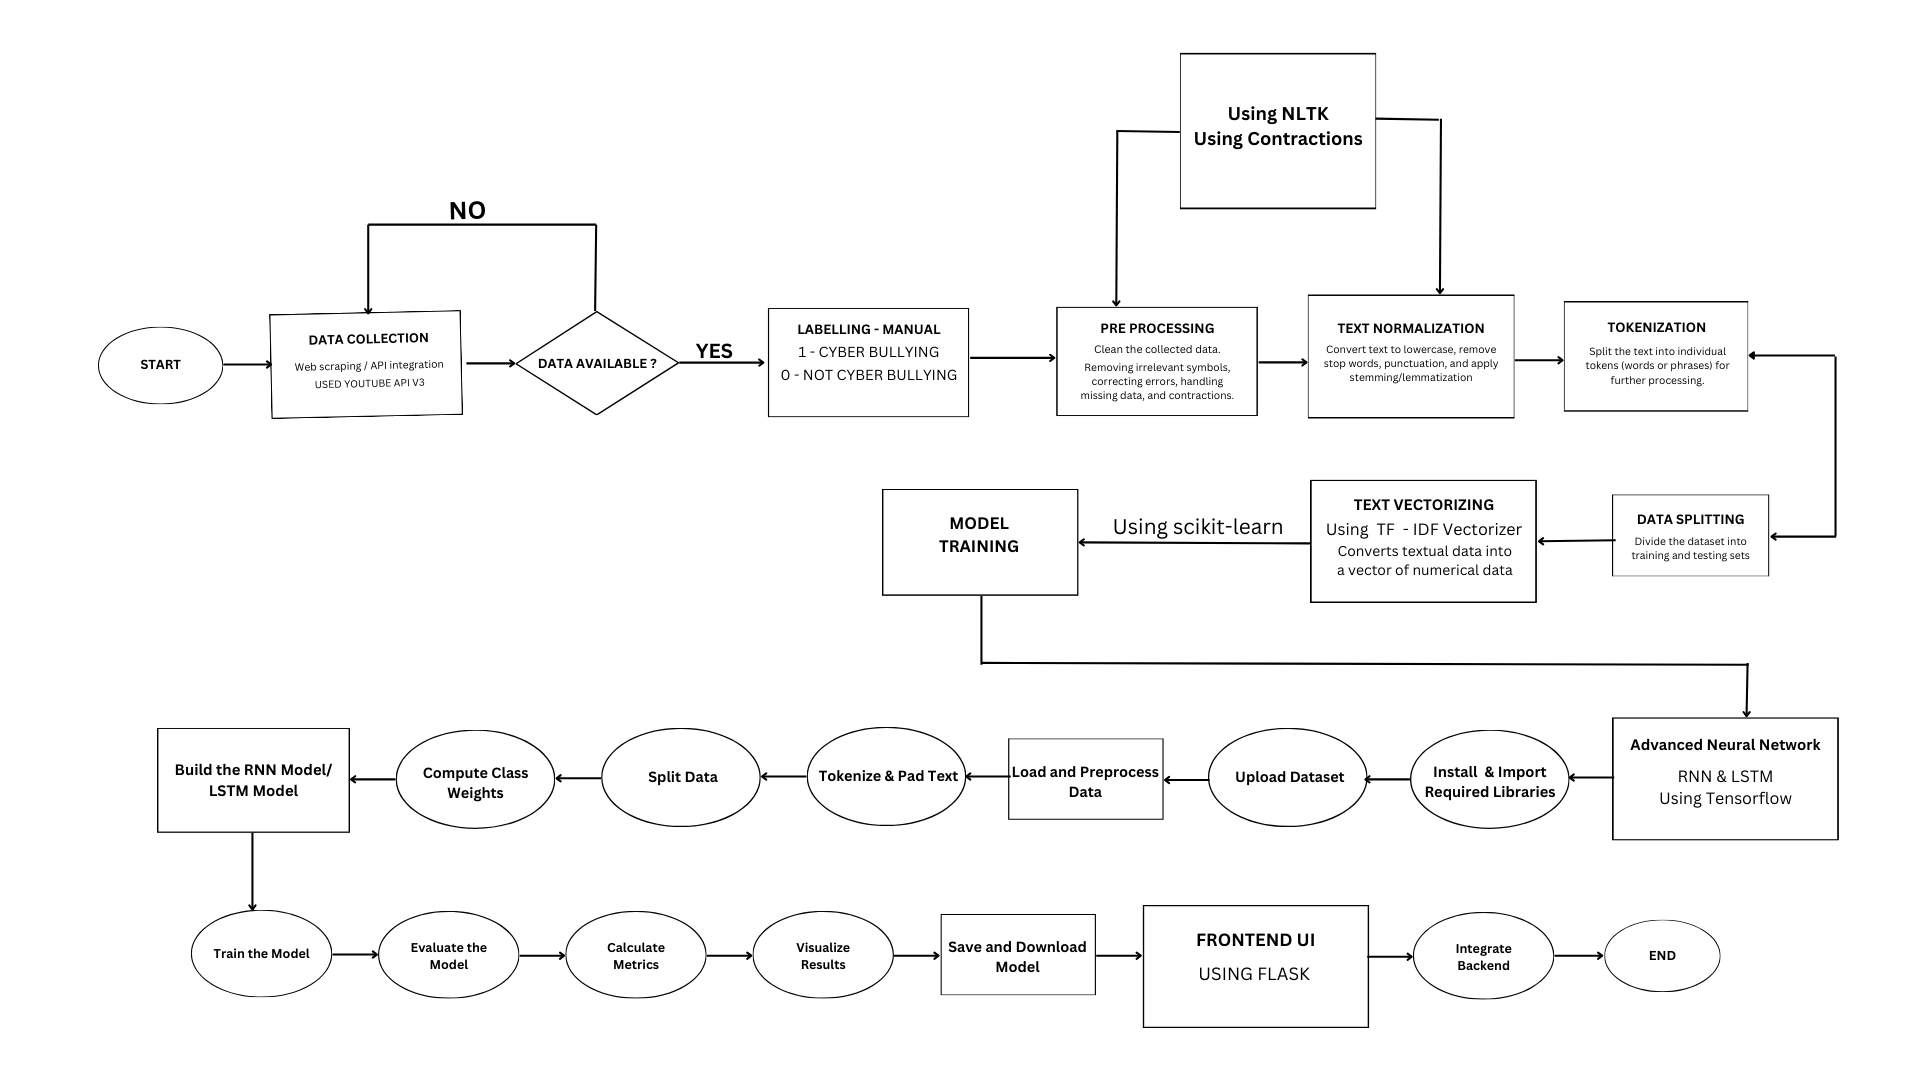 Using NLTK
Using Contractions
NO
START
DATA COLLECTION
Web scraping / API integration
USED YOUTUBE API V3
DATA AVAILABLE ?
YES
LABELLING - MANUAL
1 - CYBER BULLYING
0 - NOT CYBER BULLYING
PRE PROCESSING
Clean the collected data.
Removing irrelevant symbols,
correcting errors, handling
missing data, and contractions.
TEXT NORMALIZATION
Convert text to lowercase, remove
stop words, punctuation, and apply
stemming/lemmatization
TOKENIZATION
Split the text into individual
tokens (words or phrases) for
further processing.
DATA SPLITTING
Divide the dataset into
training and testing sets
TEXT VECTORIZING
Using TF - IDF Vectorizer
Converts textual data into
a vector of numerical data
Using scikit-learn
MODEL
TRAINING
Advanced Neural Network
RNN & LSTM
Using Tensorflow
Install & Import
Required Libraries
Upload Dataset
Load and Preprocess
Data
Tokenize & Pad Text
Split Data
Compute Class
Weights
Build the RNN Model/
LSTM Model
Train the Model
Evaluate the
Model
Calculate
Metrics
Visualize
Results
Save and Download
Model
FRONTEND UI
USING FLASK
Integrate
Backend
END